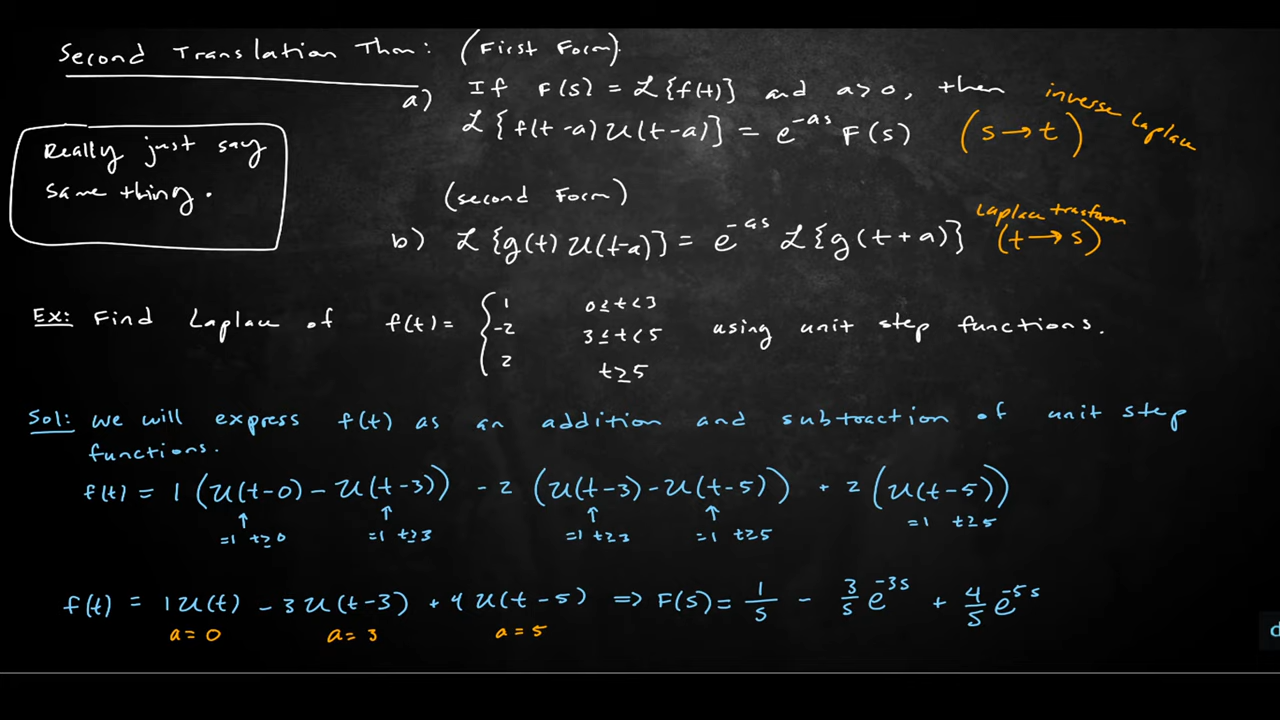 Second Translation Thm: (First Form)
a) If F(s) = ℒ{f(t)} and a>0, then
ℒ{f(t-a)𝒰(t-a)} = e^{-as} F(s) (s→t) inverse Laplace
Really just say
same thing.
(second Form)
b) ℒ{g(t) 𝒰(t-a)} = e^{-as} ℒ{g(t+a)} (t→s) Laplace trasform
Ex: Find Laplace of f(t) = { 1 0≤t<3
-2 3≤t<5 using unit step functions.
2 t≥5
Sol: we will express f(t) as an addition and subtraction of unit step
functions.
f(t) = 1(𝒰(t-0) - 𝒰(t-3)) - 2(𝒰(t-3) - 𝒰(t-5)) + 2(𝒰(t-5))
↑ ↑ ↑ ↑ =1 t≥5
=1 t≥0 =1 t≥3 =1 t≥3 =1 t≥5
f(t) = 1𝒰(t) - 3𝒰(t-3) + 4𝒰(t-5) ⇒ F(s) = 1/s - 3/s e^{-3s} + 4/s e^{-5s}
a=0 a=3 a=5